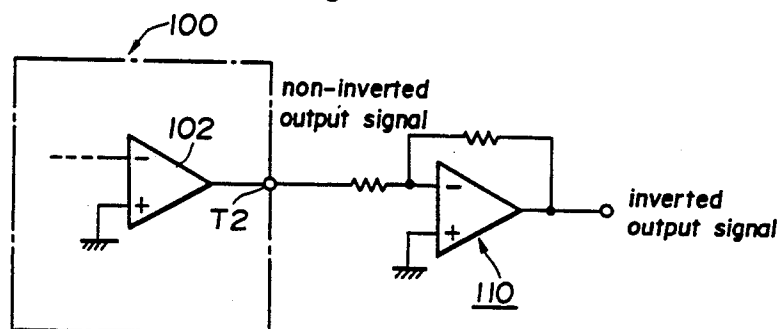 100
non-inverted
output signal
102
-
+
T2
-
+
110
inverted
output signal